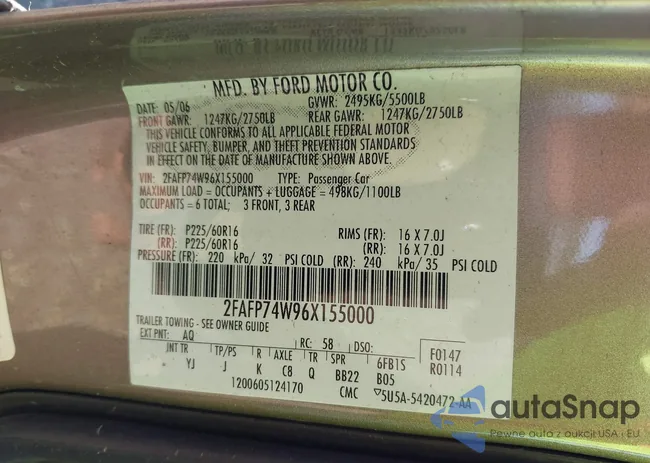 MFD. BY FORD MOTOR CO.
DATE: 05/06 GVWR: 2495KG/5500LB
FRONT GAWR: 1247KG/2750LB REAR GAWR: 1247KG/2750LB
THIS VEHICLE CONFORMS TO ALL APPLICABLE FEDERAL MOTOR
VEHICLE SAFETY, BUMPER, AND THEFT PREVENTION STANDARDS
IN EFFECT ON THE DATE OF MANUFACTURE SHOWN ABOVE.
VIN: 2FAFP74W96X155000 TYPE: Passenger Car
MAXIMUM LOAD = OCCUPANTS + LUGGAGE = 498KG/1100LB
OCCUPANTS = 6 TOTAL; 3 FRONT, 3 REAR
TIRE (FR): P225/60R16 RIMS (FR): 16 X 7.0J
(RR): P225/60R16 (RR): 16 X 7.0J
PRESSURE (FR): 220 kPa/ 32 PSI COLD (RR): 240 kPa/ 35 PSI COLD
2FAFP74W96X155000
TRAILER TOWING - SEE OWNER GUIDE
EXT PNT: AQ RC: 58 DSO: F0147
INT TR TP/PS R AXLE TR SPR 6FB1S R0114
YJ J K C8 Q BB22 B05
1200605124170 CMC 5U5A-5420472-AA
autaSnap
Pewne auta z aukcji USA i EU